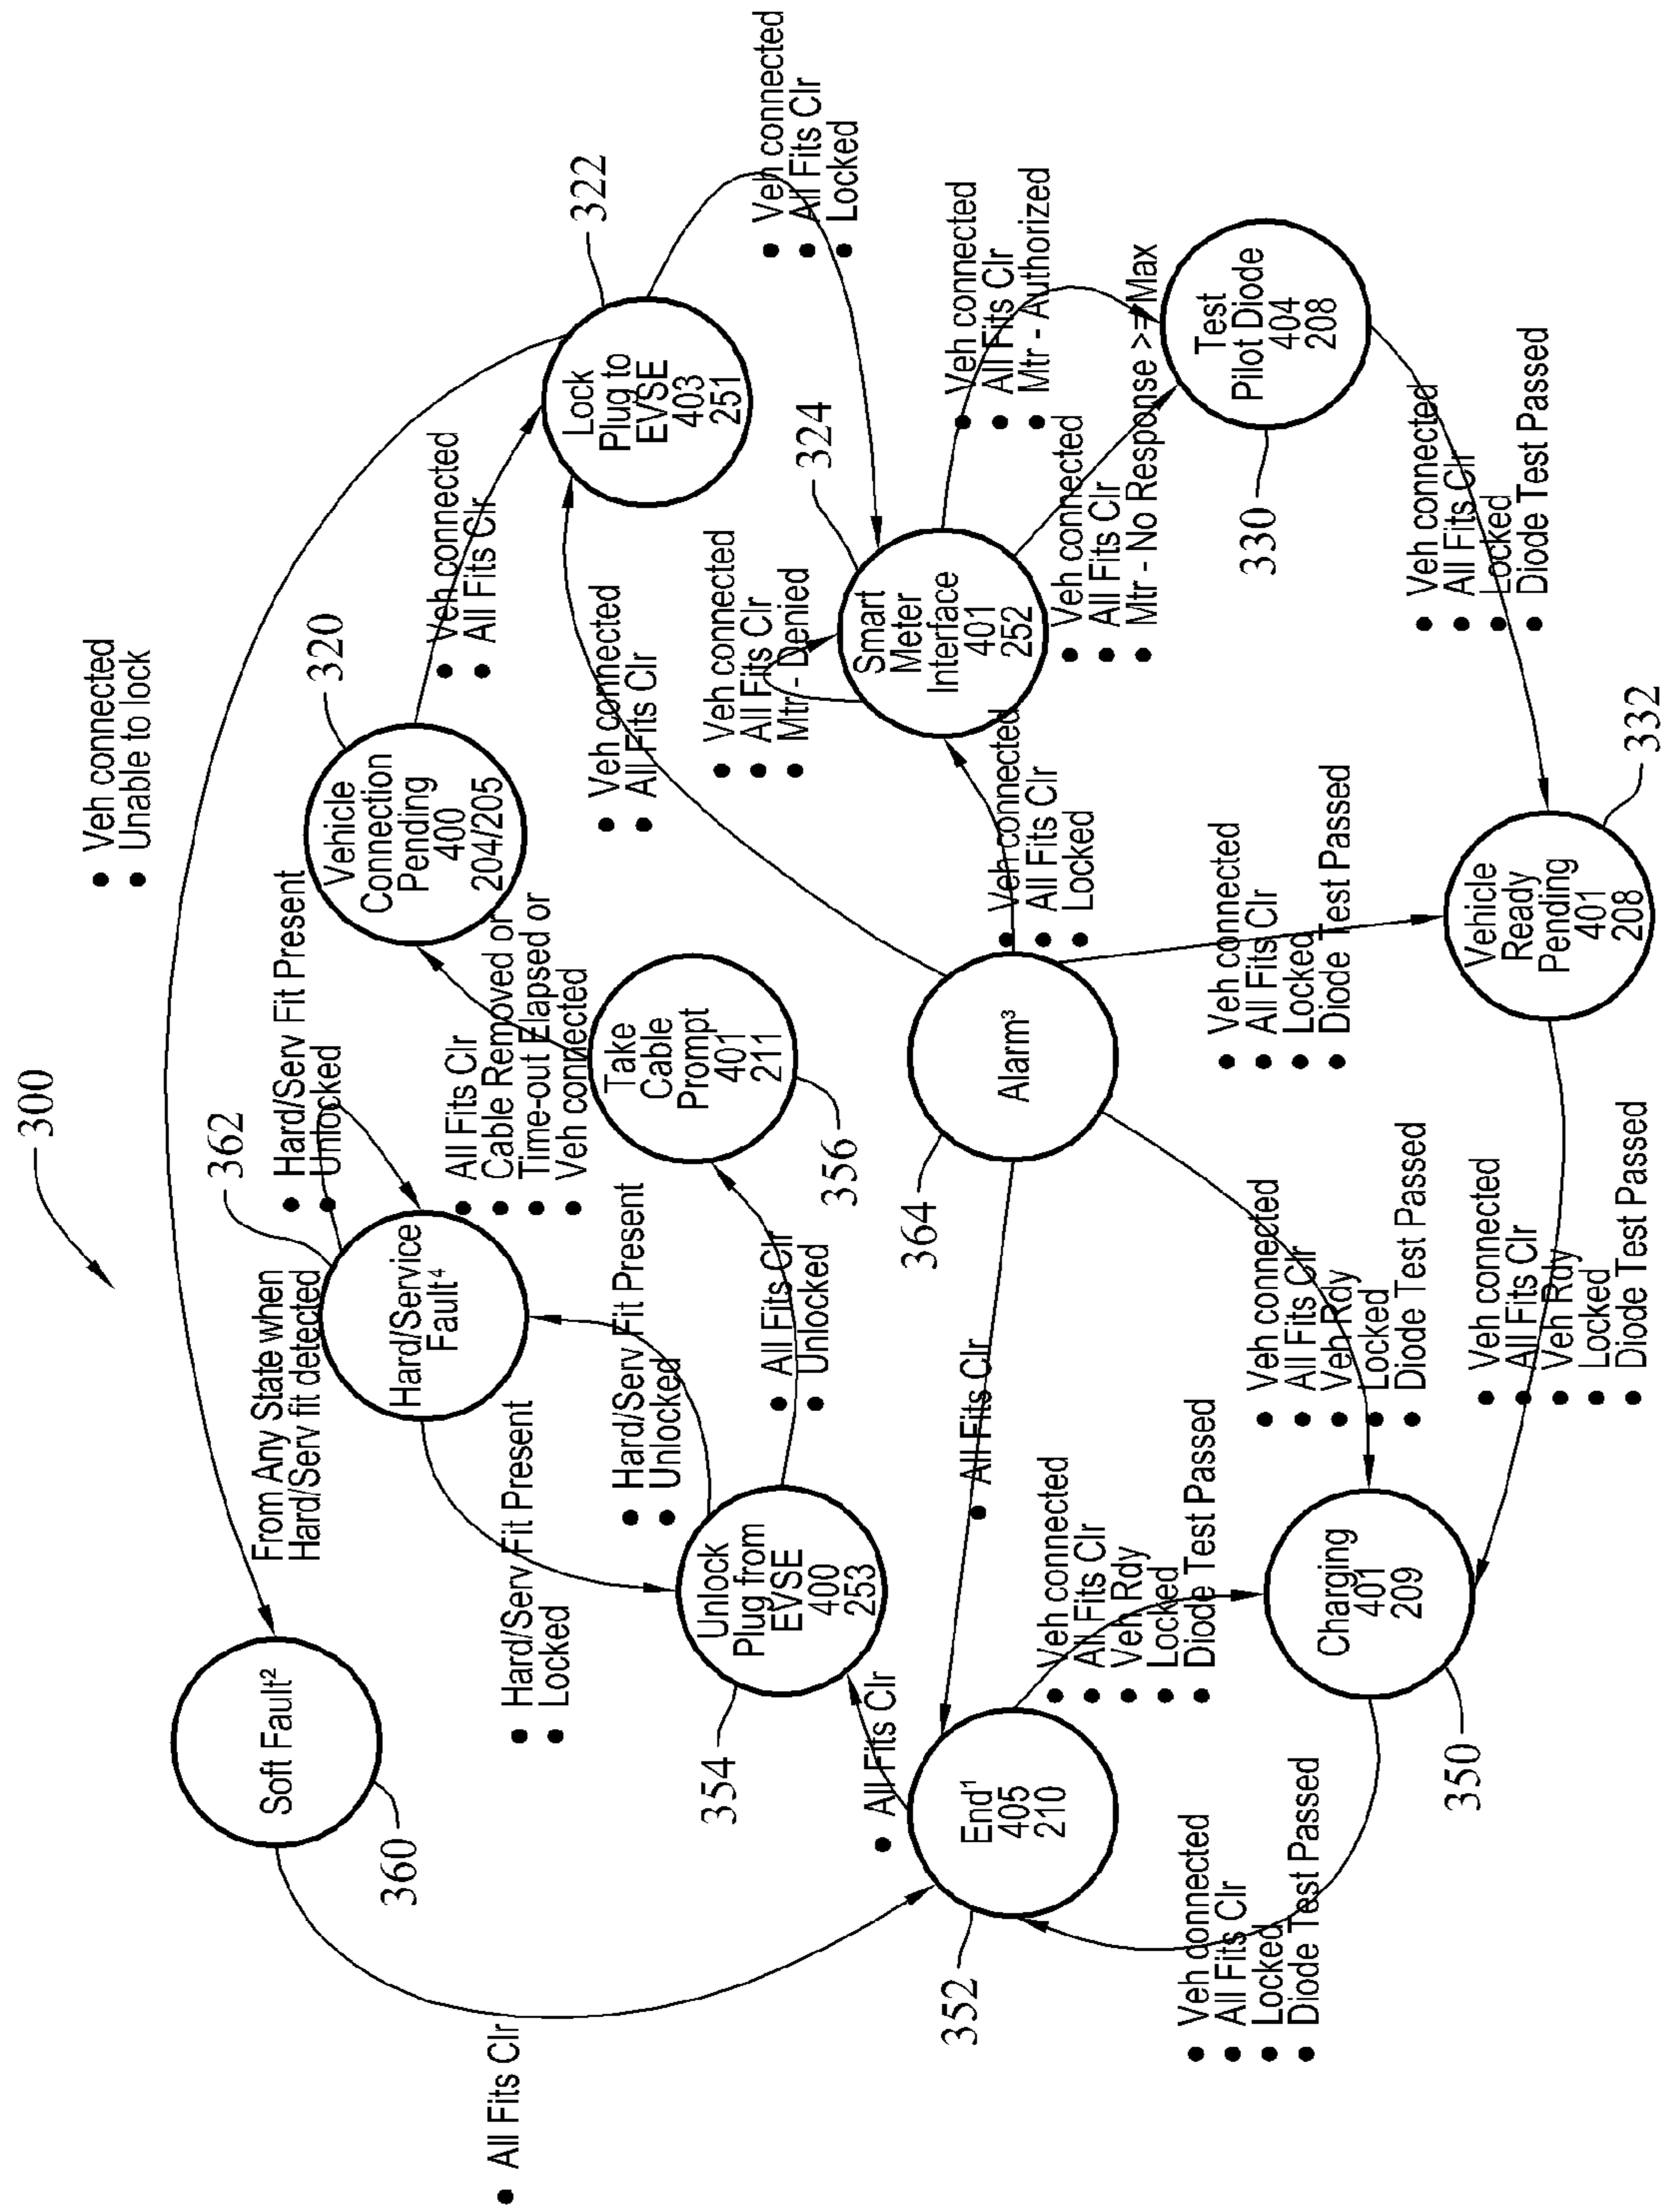 300
Veh connected
Unable to lock
322
Lock
Plug to
EVSE
403
251
Veh connected
All Fits Clr
Locked
320
Vehicle
Connection
Pending
400
204/205
Veh connected
All Fits Clr
362
From Any State when
Hard/Serv fit detected
Hard/Service
Fault⁴
Hard/Serv Fit Present
Unlocked
Soft Fault²
360
All Fits Clr
Hard/Serv Fit Present
Locked
Hard/Serv Fit Present
Unlocked
All Fits Clr
Cable Removed or
Time-out Elapsed or
Veh connected
Take
Cable
Prompt
401
211
356
Veh connected
All Fits Clr
Veh connected
All Fits Clr
Mtr - Denied
324
Smart
Meter
Interface
401
252
Veh connected
All Fits Clr
Mtr - Authorized
Veh connected
All Fits Clr
Mtr - No Response >=Max
Test
Pilot Diode
404
208
330
Unlock
Plug from
EVSE
400
253
354
All Fits Clr
Unlocked
Alarm³
364
Veh connected
All Fits Clr
Locked
All Fits Clr
All Fits Clr
End¹
405
210
352
Veh connected
All Fits Clr
Veh Rdy
Locked
Diode Test Passed
Veh connected
All Fits Clr
Veh Rdy
Locked
Diode Test Passed
Veh connected
All Fits Clr
Locked
Diode Test Passed
Veh connected
All Fits Clr
Locked
Diode Test Passed
Veh connected
All Fits Clr
Locked
Diode Test Passed
Charging
401
209
350
Veh connected
All Fits Clr
Veh Rdy
Locked
Diode Test Passed
Vehicle
Ready
Pending
401
208
332